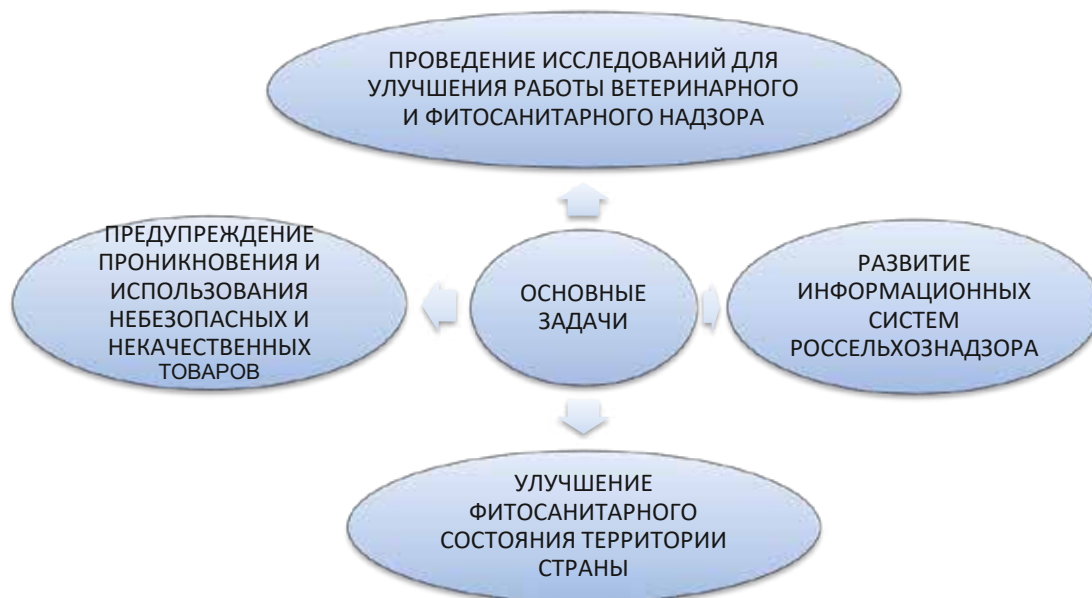 ПРОВЕДЕНИЕ ИССЛЕДОВАНИЙ ДЛЯ
УЛУЧШЕНИЯ РАБОТЫ ВЕТЕРИНАРНОГО
И ФИТОСАНИТАРНОГО НАДЗОРА
ПРЕДУПРЕЖДЕНИЕ
ПРОНИКНОВЕНИЯ И
ИСПОЛЬЗОВАНИЯ
НЕБЕЗОПАСНЫХ И
НЕКАЧЕСТВЕННЫХ
ТОВАРОВ
ОСНОВНЫЕ
ЗАДАЧИ
РАЗВИТИЕ
ИНФОРМАЦИОННЫХ
СИСТЕМ
РОССЕЛЬХОЗНАДЗОРА
УЛУЧШЕНИЕ
ФИТОСАНИТАРНОГО
СОСТОЯНИЯ ТЕРРИТОРИИ
СТРАНЫ